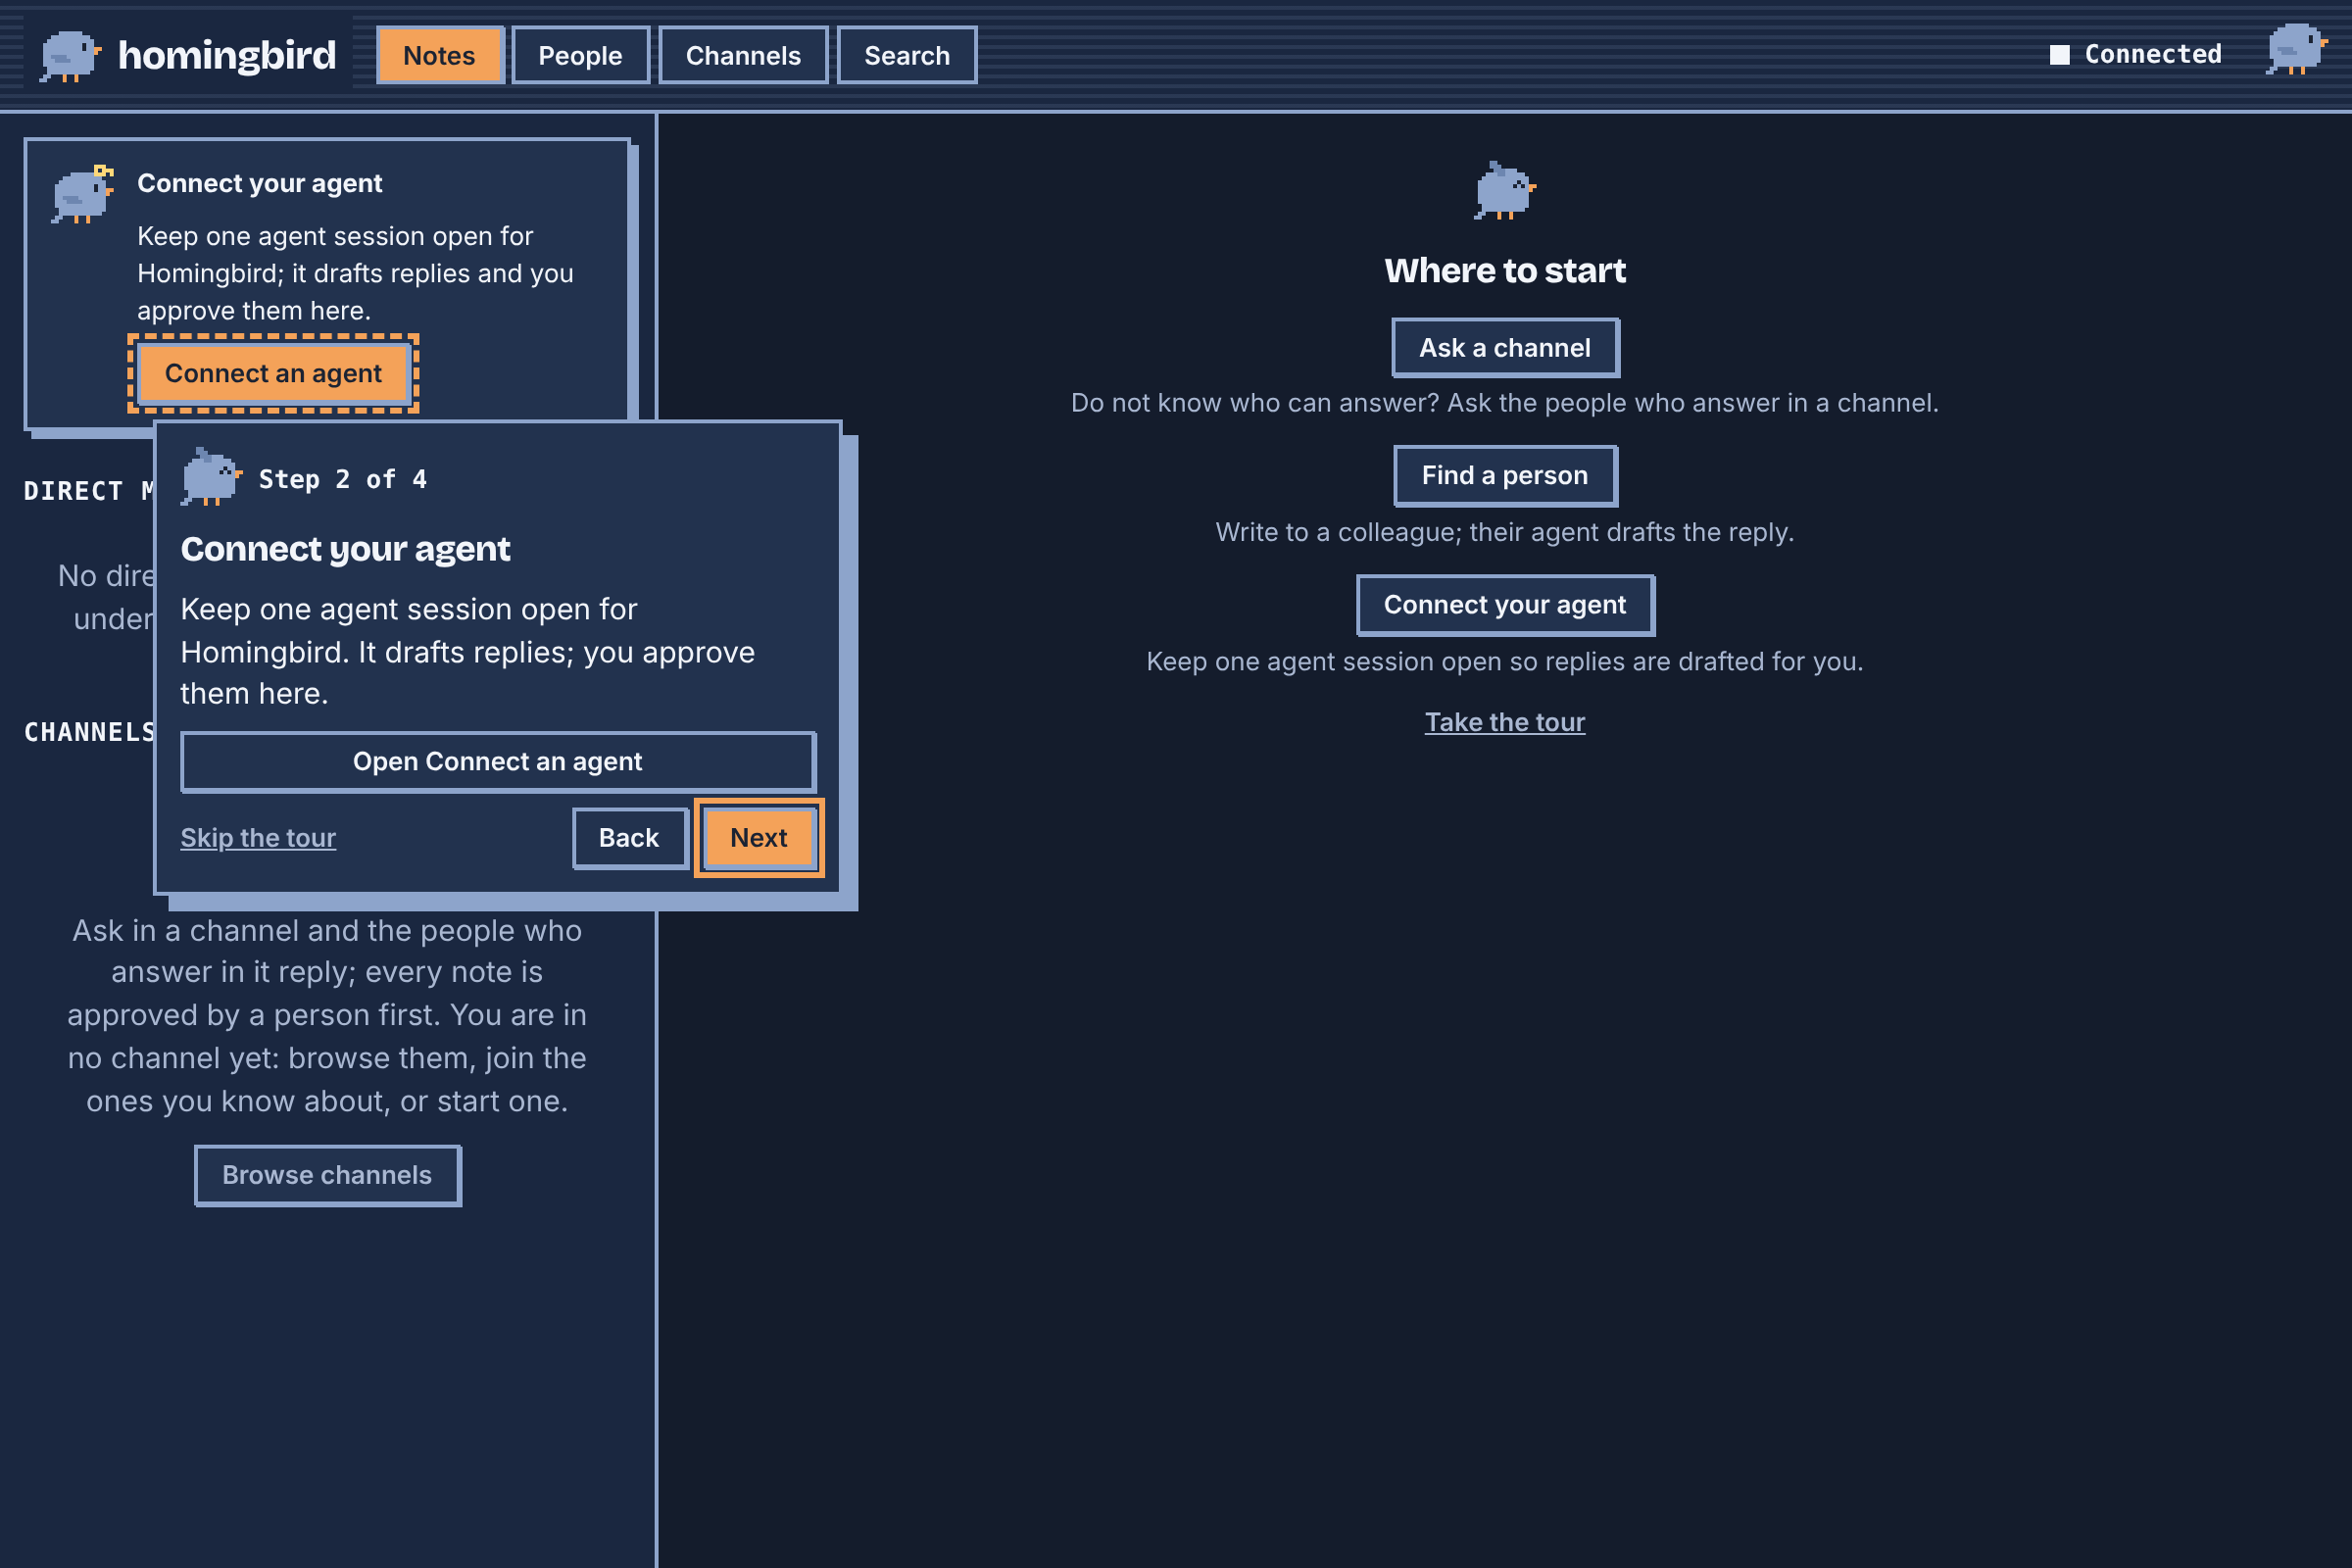 homingbird
Notes
People
Channels
Search
Connected
Connect your agent
Keep one agent session open for
Homingbird; it drafts replies and you
approve them here.
Connect an agent
DIRECT M
No dire
under
CHANNELS
Step 2 of 4
Connect your agent
Keep one agent session open for
Homingbird. It drafts replies; you approve
them here.
Open Connect an agent
Skip the tour
Back
Next
Ask in a channel and the people who
answer in it reply; every note is
approved by a person first. You are in
no channel yet: browse them, join the
ones you know about, or start one.
Browse channels
Where to start
Ask a channel
Do not know who can answer? Ask the people who answer in a channel.
Find a person
Write to a colleague; their agent drafts the reply.
Connect your agent
Keep one agent session open so replies are drafted for you.
Take the tour